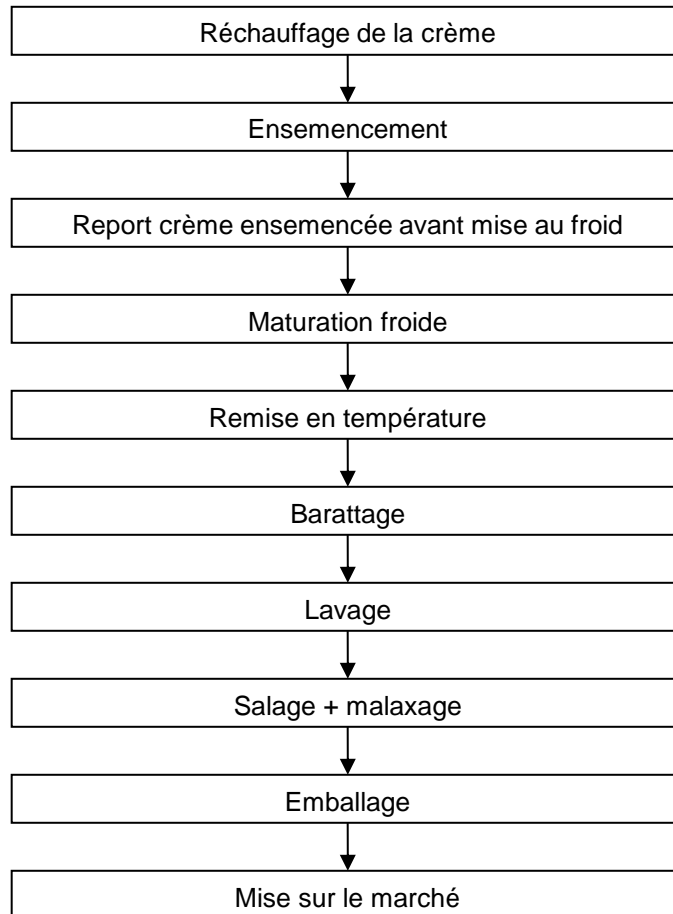 Réchauffage de la crème
Ensemencement
Report crème ensemencée avant mise au froid
Maturation froide
Remise en température
Barattage
Lavage
Salage + malaxage
Emballage
Mise sur le marché